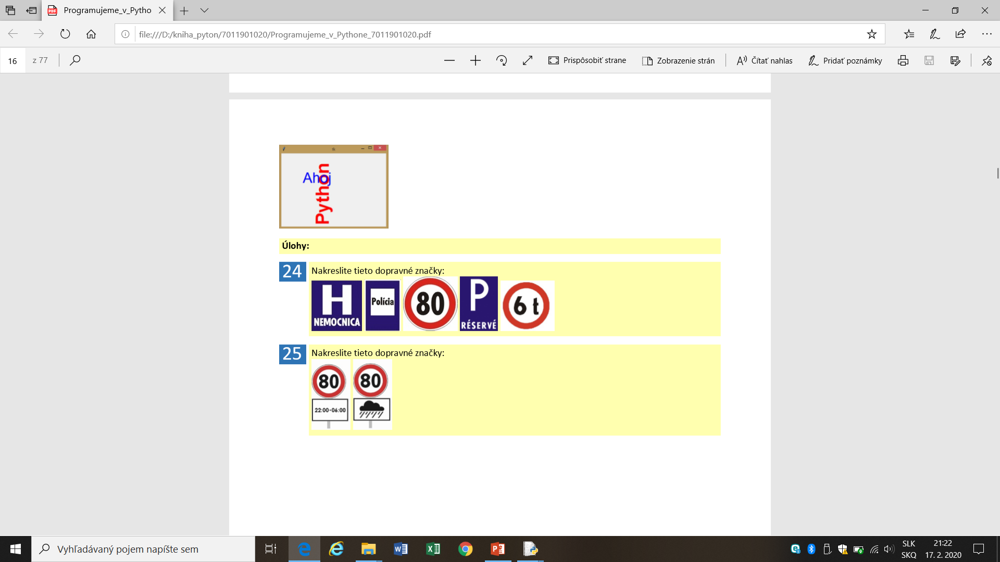 Programujeme_v_Pytho
file:///D:/kniha_pyton/7011901020/Programujeme_v_Pythone_7011901020.pdf
16 z 77 Prispôsobiť strane Zobrazenie strán Čítať nahlas Pridať poznámky
tk
Ahoj
Python
Úlohy:
24 Nakreslite tieto dopravné značky:
H
NEMOCNICA
Polícia
80
P
RÉSERVÉ
6 t
25 Nakreslite tieto dopravné značky:
80 80
22:00-06:00
Vyhľadávaný pojem napíšte sem
SLK 21:22
SKQ 17. 2. 2020